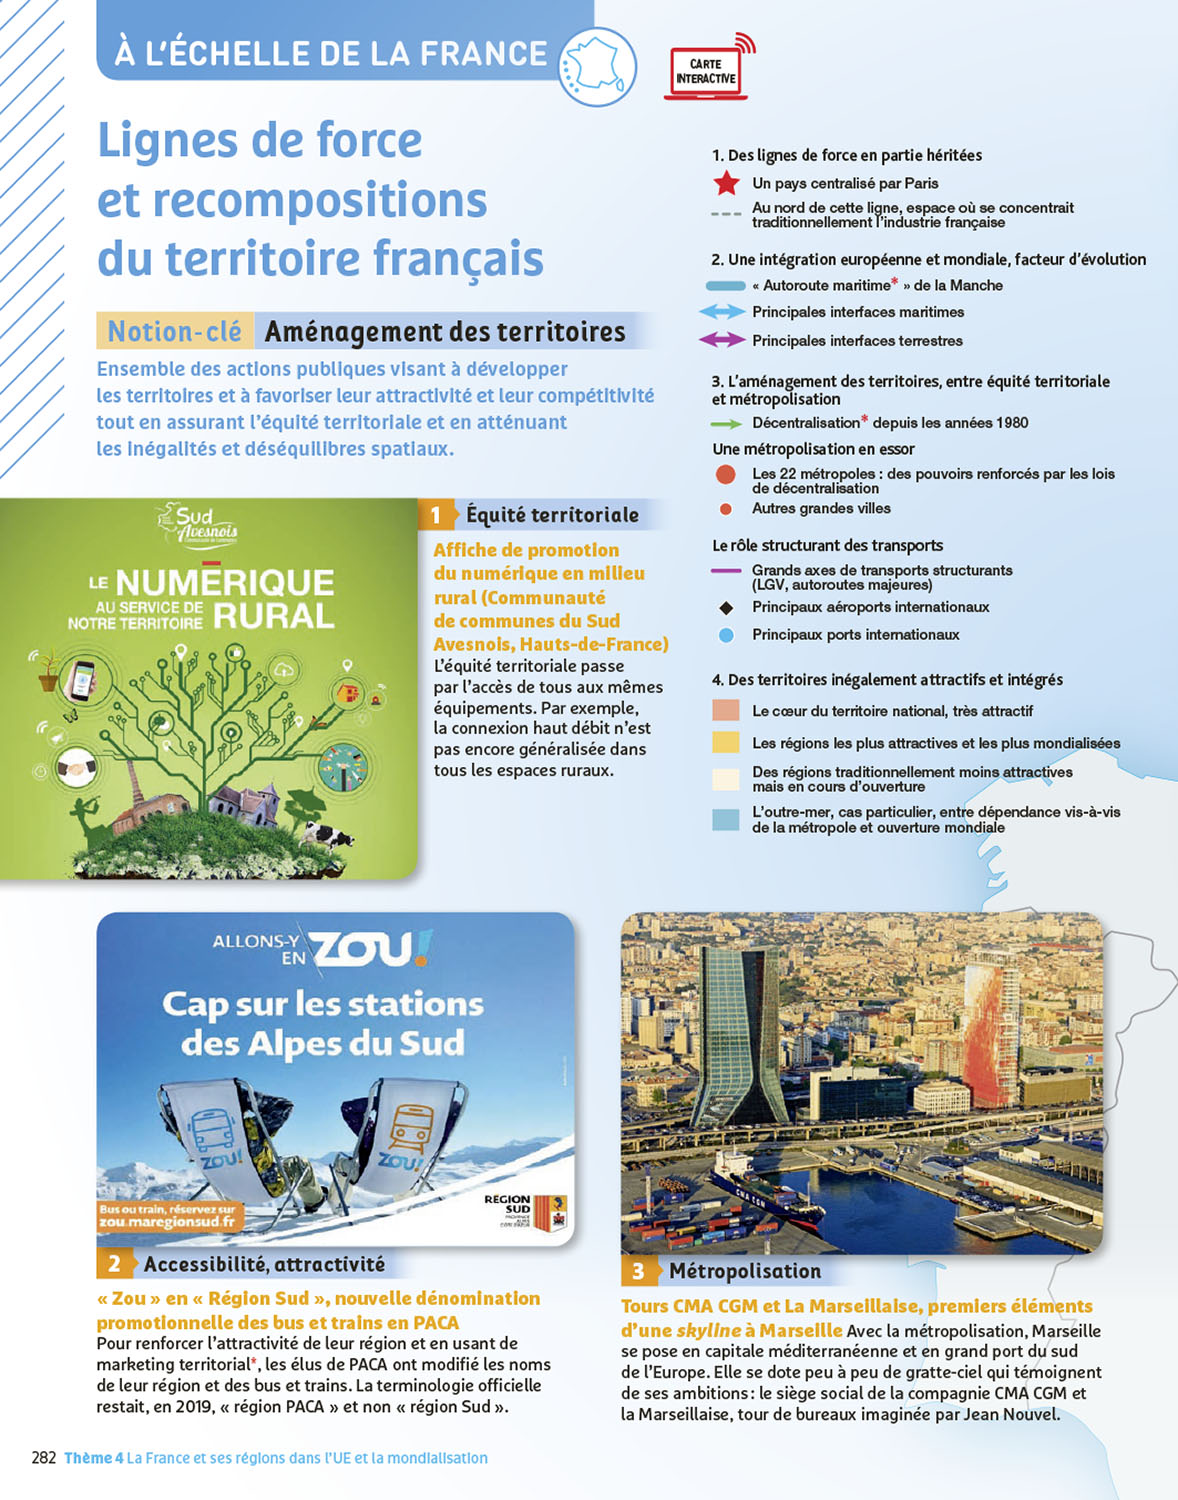 À L'ÉCHELLE DE LA FRANCE
CARTE
INTERACTIVE
Lignes de force
et recompositions
du territoire français
Notion-clé Aménagement des territoires
Ensemble des actions publiques visant à développer
les territoires et à favoriser leur attractivité et leur compétitivité
tout en assurant l'équité territoriale et en atténuant
les inégalités et déséquilibres spatiaux.
1. Des lignes de force en partie héritées
Un pays centralisé par Paris
Au nord de cette ligne, espace où se concentrait
traditionnellement l'industrie française
2. Une intégration européenne et mondiale, facteur d'évolution
« Autoroute maritime* » de la Manche
Principales interfaces maritimes
Principales interfaces terrestres
3. L'aménagement des territoires, entre équité territoriale
et métropolisation
Décentralisation* depuis les années 1980
Une métropolisation en essor
Les 22 métropoles : des pouvoirs renforcés par les lois
de décentralisation
Autres grandes villes
Le rôle structurant des transports
Grands axes de transports structurants
(LGV, autoroutes majeures)
Principaux aéroports internationaux
Principaux ports internationaux
4. Des territoires inégalement attractifs et intégrés
Le cœur du territoire national, très attractif
Les régions les plus attractives et les plus mondialisées
Des régions traditionnellement moins attractives
mais en cours d'ouverture
L'outre-mer, cas particulier, entre dépendance vis-à-vis
de la métropole et ouverture mondiale
Sud
Avesnois
LE NUMÉRIQUE
AU SERVICE DE
NOTRE TERRITOIRE RURAL
1 Équité territoriale
Affiche de promotion
du numérique en milieu
rural (Communauté
de communes du Sud
Avesnois, Hauts-de-France)
L'équité territoriale passe
par l'accès de tous aux mêmes
équipements. Par exemple,
la connexion haut débit n'est
pas encore généralisée dans
tous les espaces ruraux.
ALLONS-Y
EN ZOU!
Cap sur les stations
des Alpes du Sud
ZOU!
ZOU!
Bus ou train, réservez sur
zou.maregionsud.fr
RÉGION
SUD
PROVENCE
ALPES
CÔTE D'AZUR
2 Accessibilité, attractivité
« Zou » en « Région Sud », nouvelle dénomination
promotionnelle des bus et trains en PACA
Pour renforcer l'attractivité de leur région et en usant de
marketing territorial*, les élus de PACA ont modifié les noms
de leur région et des bus et trains. La terminologie officielle
restait, en 2019, « région PACA » et non « région Sud ».
CMA CGM
3 Métropolisation
Tours CMA CGM et La Marseillaise, premiers éléments
d'une skyline à Marseille Avec la métropolisation, Marseille
se pose en capitale méditerranéenne et en grand port du sud
de l'Europe. Elle se dote peu à peu de gratte-ciel qui témoignent
de ses ambitions : le siège social de la compagnie CMA CGM et
la Marseillaise, tour de bureaux imaginée par Jean Nouvel.
282 Thème 4 La France et ses régions dans l'UE et la mondialisation